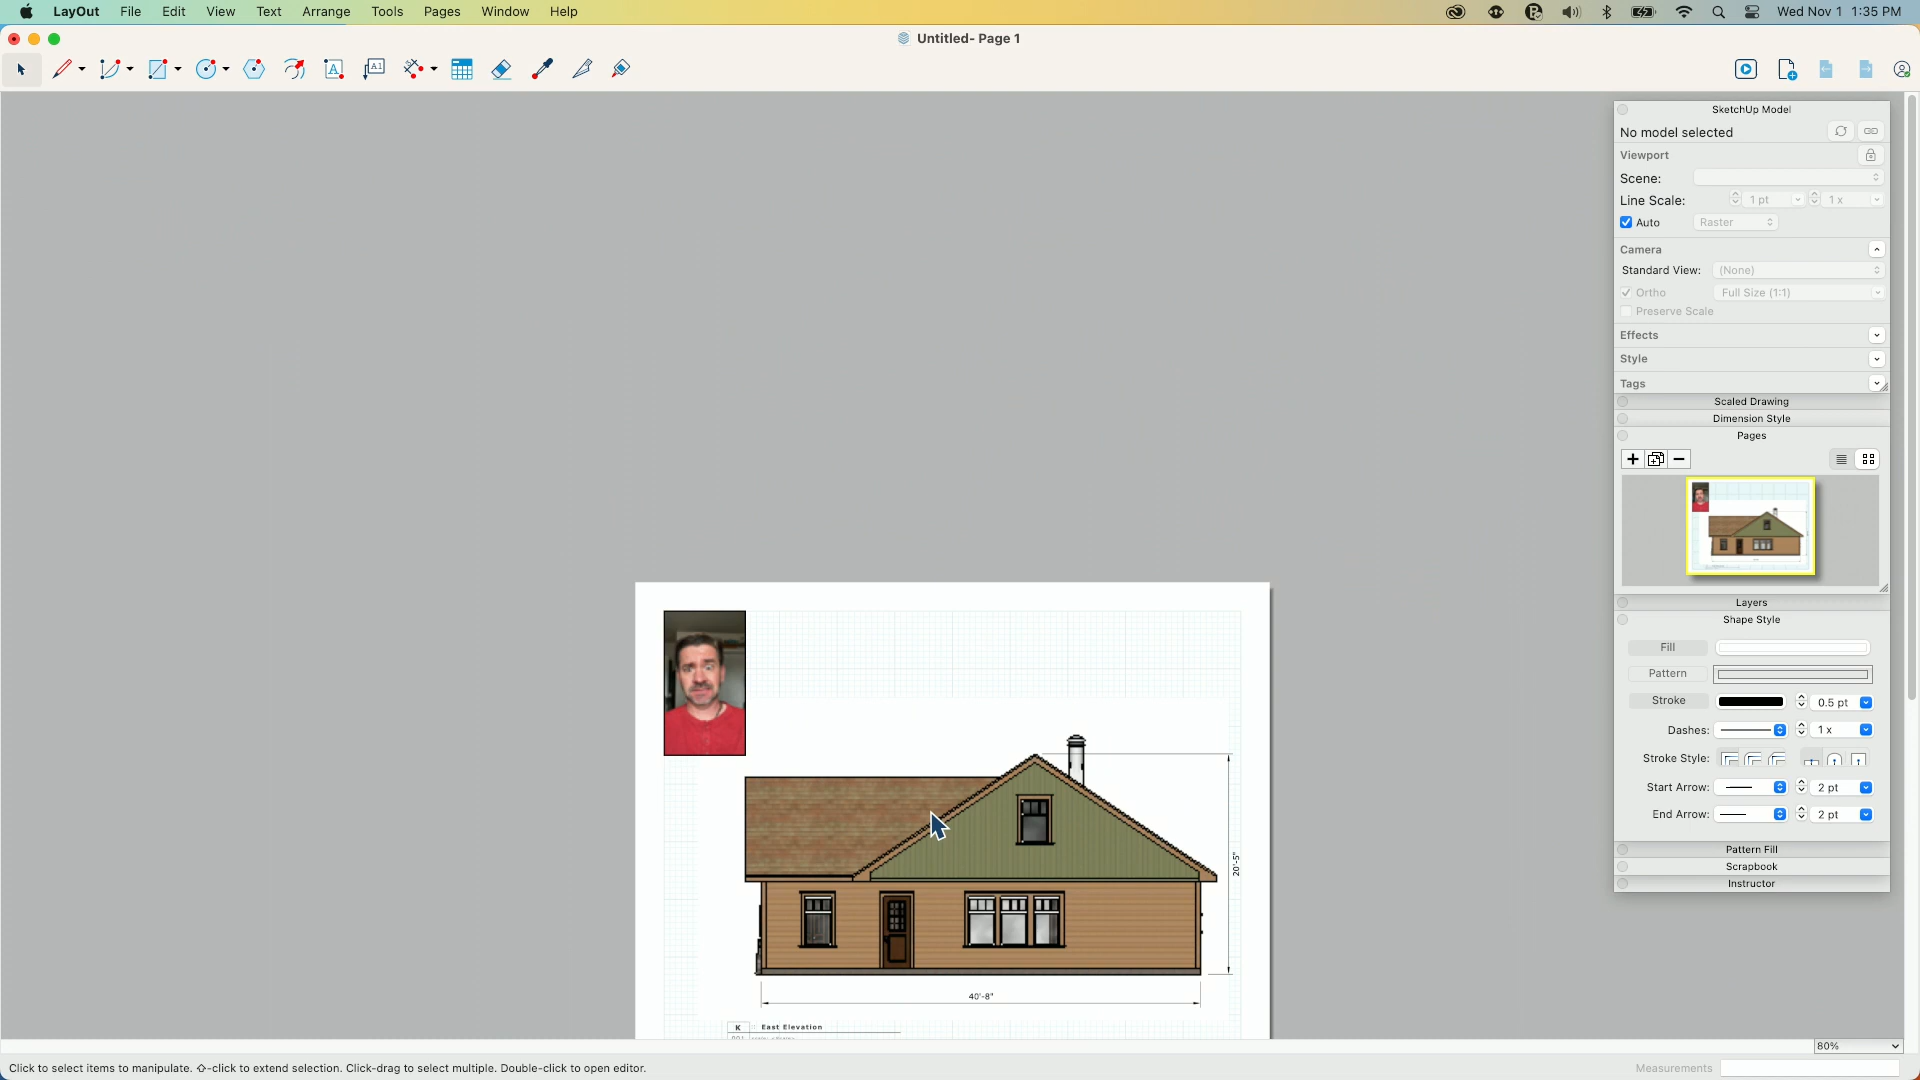 LayOut File Edit View Text Arrange Tools Pages Window Help
Wed Nov 1 1:35 PM
Untitled- Page 1
A
A1
SketchUp Model
No model selected
Viewport
Scene:
Line Scale: 1 pt 1 x
Auto Raster
Camera
Standard View: (None)
Ortho Full Size (1:1)
Preserve Scale
Effects
Style
Tags
Scaled Drawing
Dimension Style
Pages
Layers
Shape Style
Fill
Pattern
Stroke 0.5 pt
Dashes: 1 x
Stroke Style:
Start Arrow: 2 pt
End Arrow: 2 pt
Pattern Fill
Scrapbook
Instructor
20'-5"
40'-8"
K East Elevation
80%
Click to select items to manipulate. ⇧-click to extend selection. Click-drag to select multiple. Double-click to open editor.
Measurements